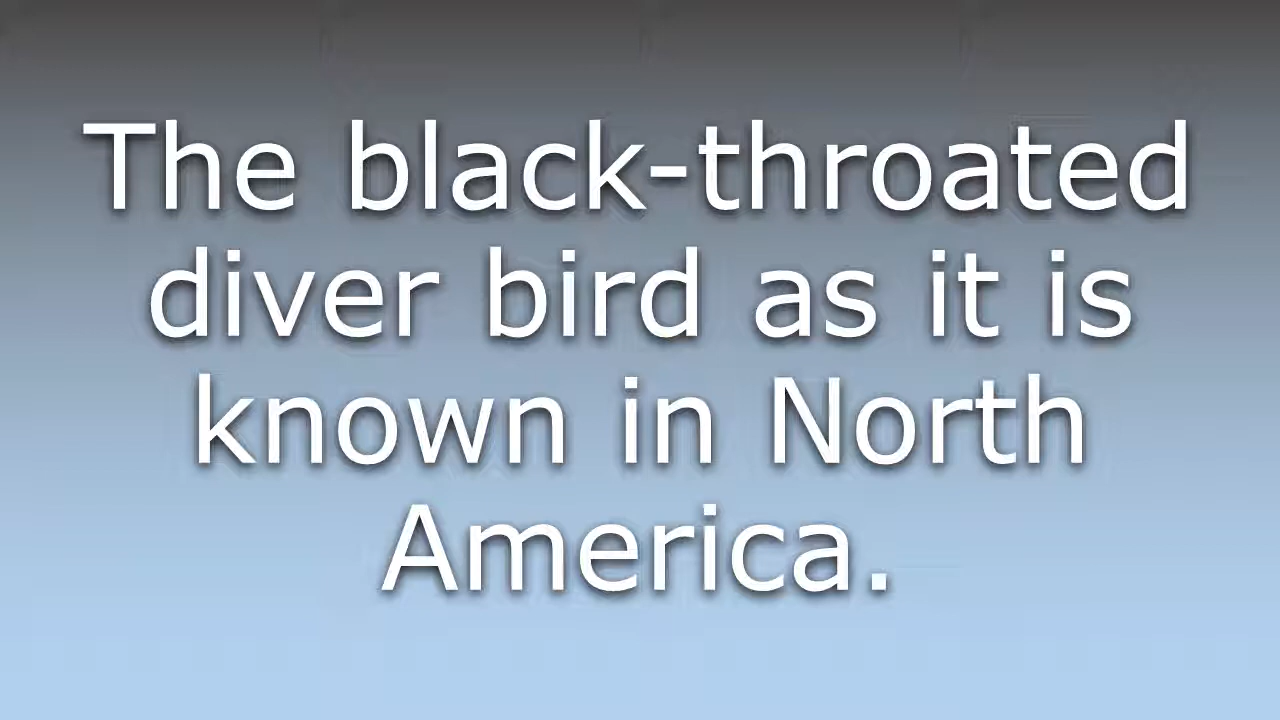 The black-throated
diver bird as it is
known in North
America.